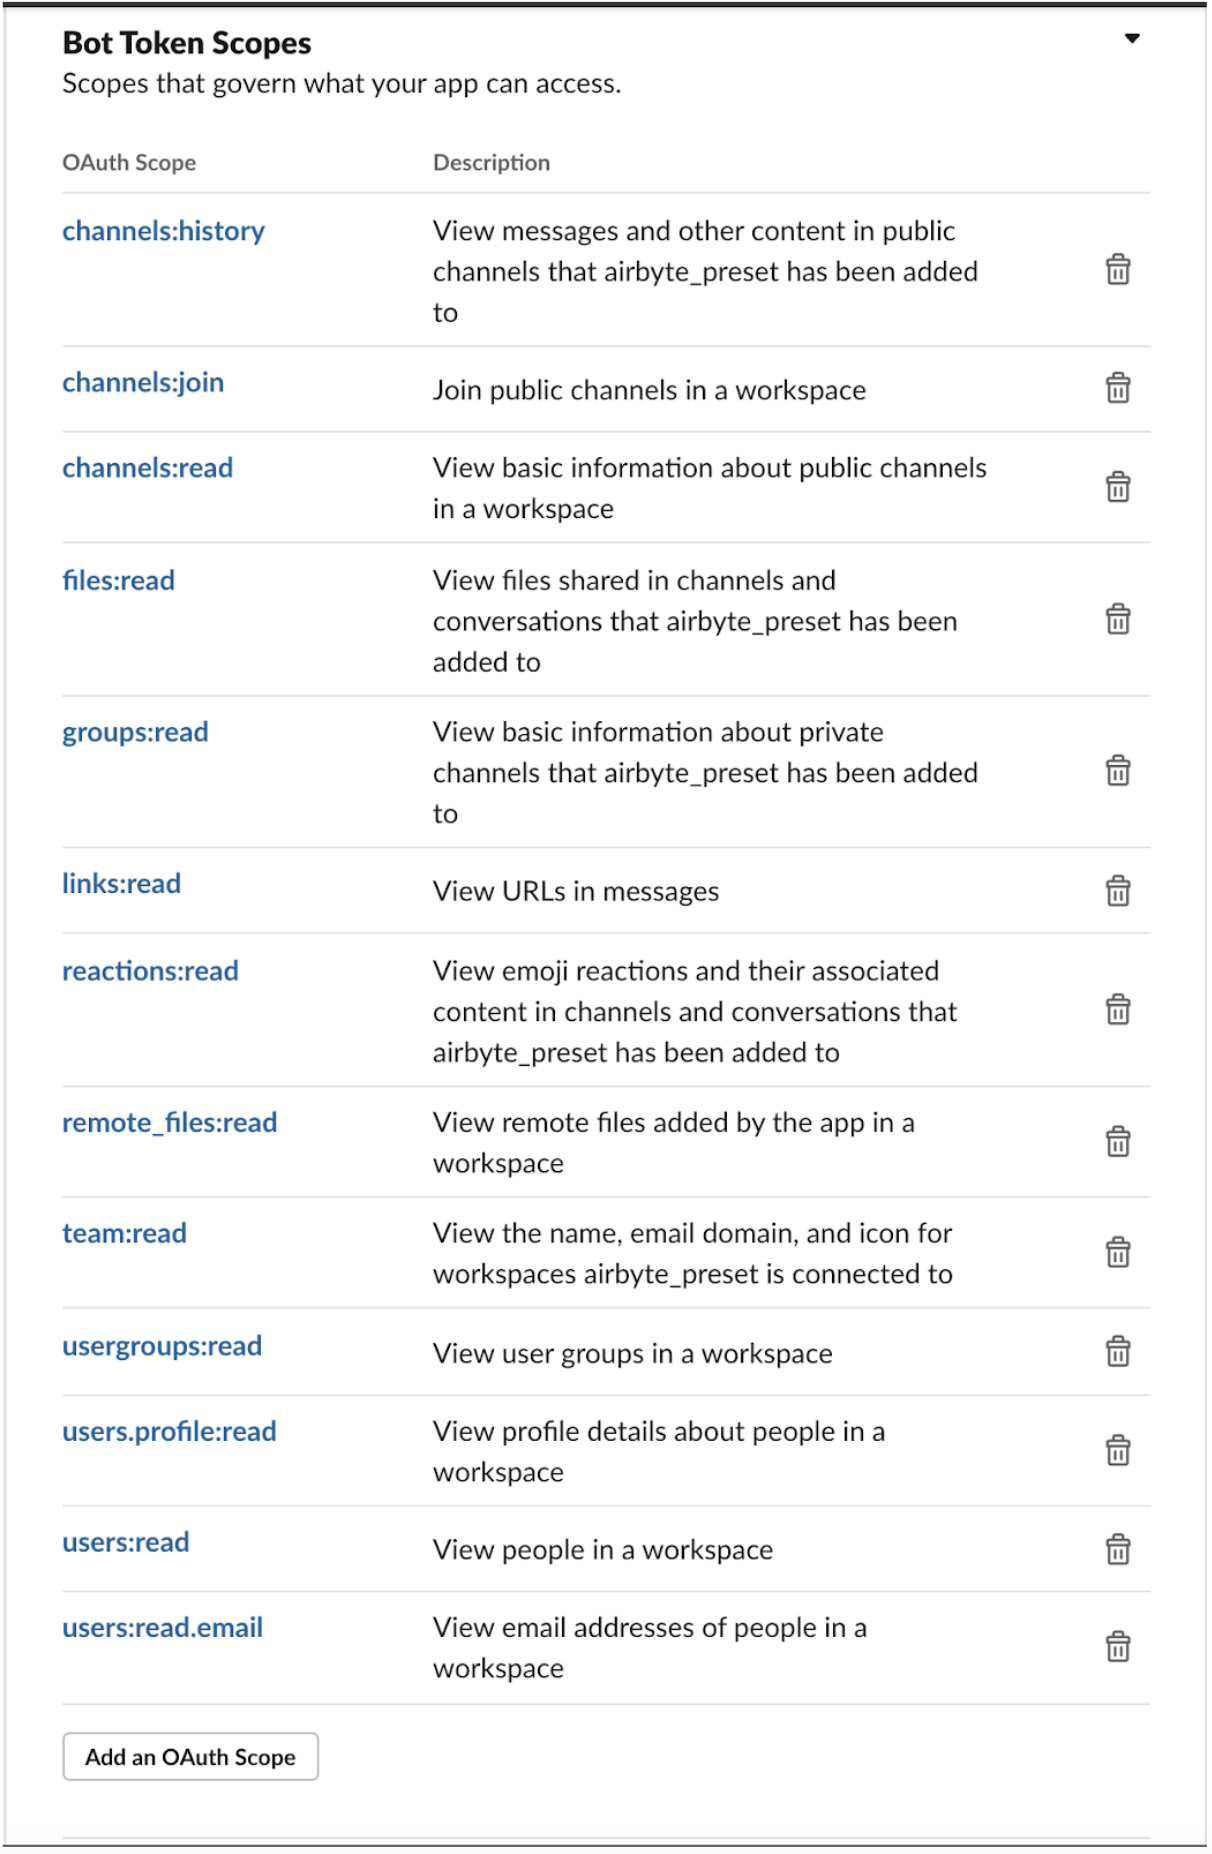 Bot Token Scopes
Scopes that govern what your app can access.
OAuth Scope Description
channels:history View messages and other content in public
channels that airbyte_preset has been added
to
channels:join Join public channels in a workspace
channels:read View basic information about public channels
in a workspace
files:read View files shared in channels and
conversations that airbyte_preset has been
added to
groups:read View basic information about private
channels that airbyte_preset has been added
to
links:read View URLs in messages
reactions:read View emoji reactions and their associated
content in channels and conversations that
airbyte_preset has been added to
remote_files:read View remote files added by the app in a
workspace
team:read View the name, email domain, and icon for
workspaces airbyte_preset is connected to
usergroups:read View user groups in a workspace
users.profile:read View profile details about people in a
workspace
users:read View people in a workspace
users:read.email View email addresses of people in a
workspace
Add an OAuth Scope